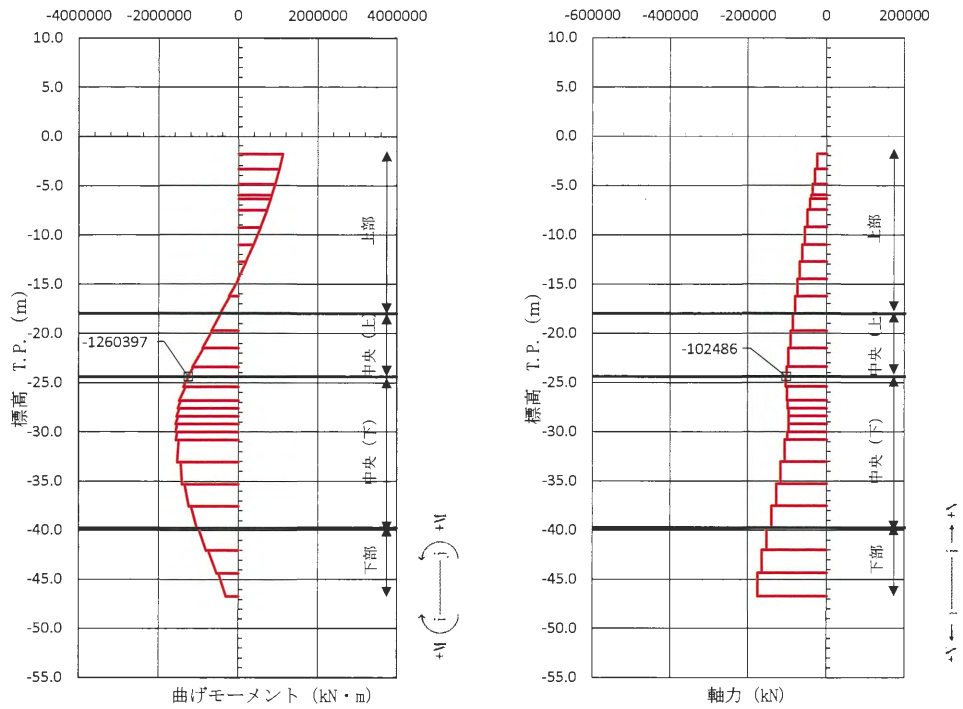 -4000000 -2000000 0 2000000 4000000
10.0
5.0
0.0
-5.0
-10.0
-15.0
-20.0
-25.0
-30.0
-35.0
-40.0
-45.0
-50.0
-55.0
標高 T.P. (m)
-1260397
上部
中央 (上)
中央 (下)
下部
曲げモーメント (kN・m)
+M i j +M
-600000 -400000 -200000 0 200000
10.0
5.0
0.0
-5.0
-10.0
-15.0
-20.0
-25.0
-30.0
-35.0
-40.0
-45.0
-50.0
-55.0
標高 T.P. (m)
-102486
上部
中央 (上)
中央 (下)
下部
軸力 (kN)
+N i j +N